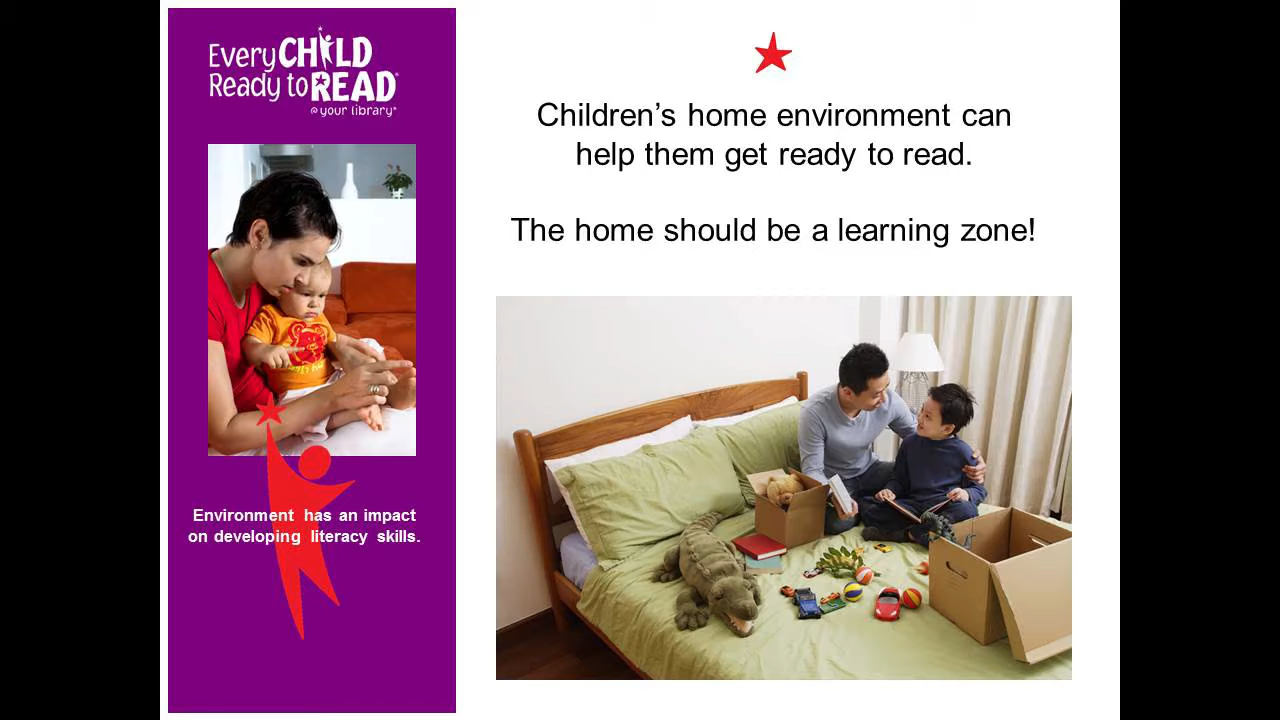 Every CHILD
Ready to READ®
@ your library®
Environment has an impact
on developing literacy skills.
Children’s home environment can
help them get ready to read.
The home should be a learning zone!